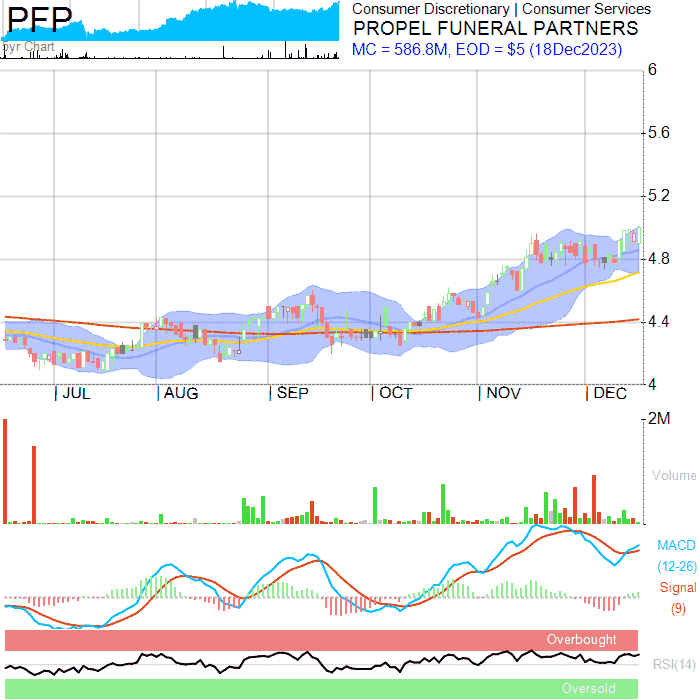 PFP
5yr Chart
Consumer Discretionary | Consumer Services
PROPEL FUNERAL PARTNERS
MC = 586.8M, EOD = $5 (18Dec2023)
6
5.6
5.2
4.8
4.4
4
JUL AUG SEP OCT NOV DEC
2M
Volume
MACD
(12-26)
Signal
(9)
Overbought
RSI(14)
Oversold